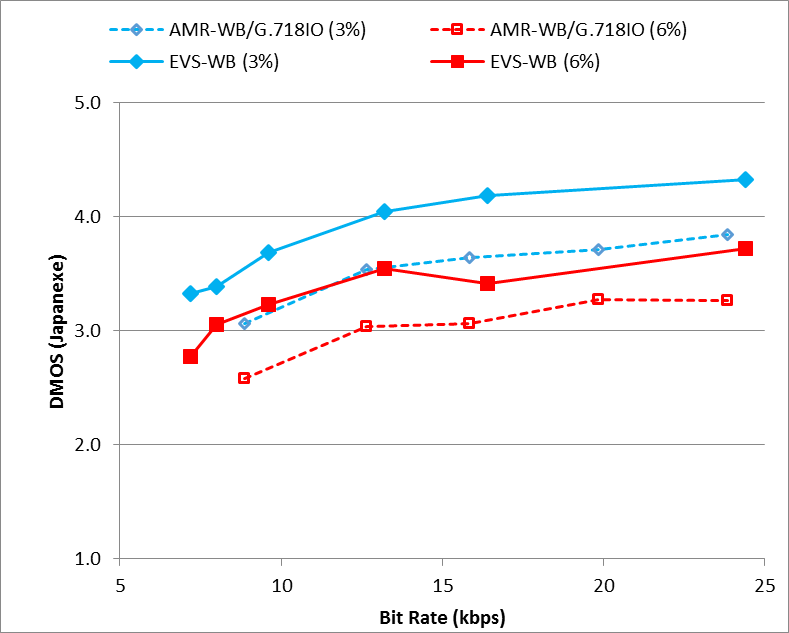 AMR-WB/G.718IO (3%) AMR-WB/G.718IO (6%)
EVS-WB (3%) EVS-WB (6%)
5.0
4.0
3.0
2.0
1.0
DMOS (Japanexe)
5 10 15 20 25
Bit Rate (kbps)